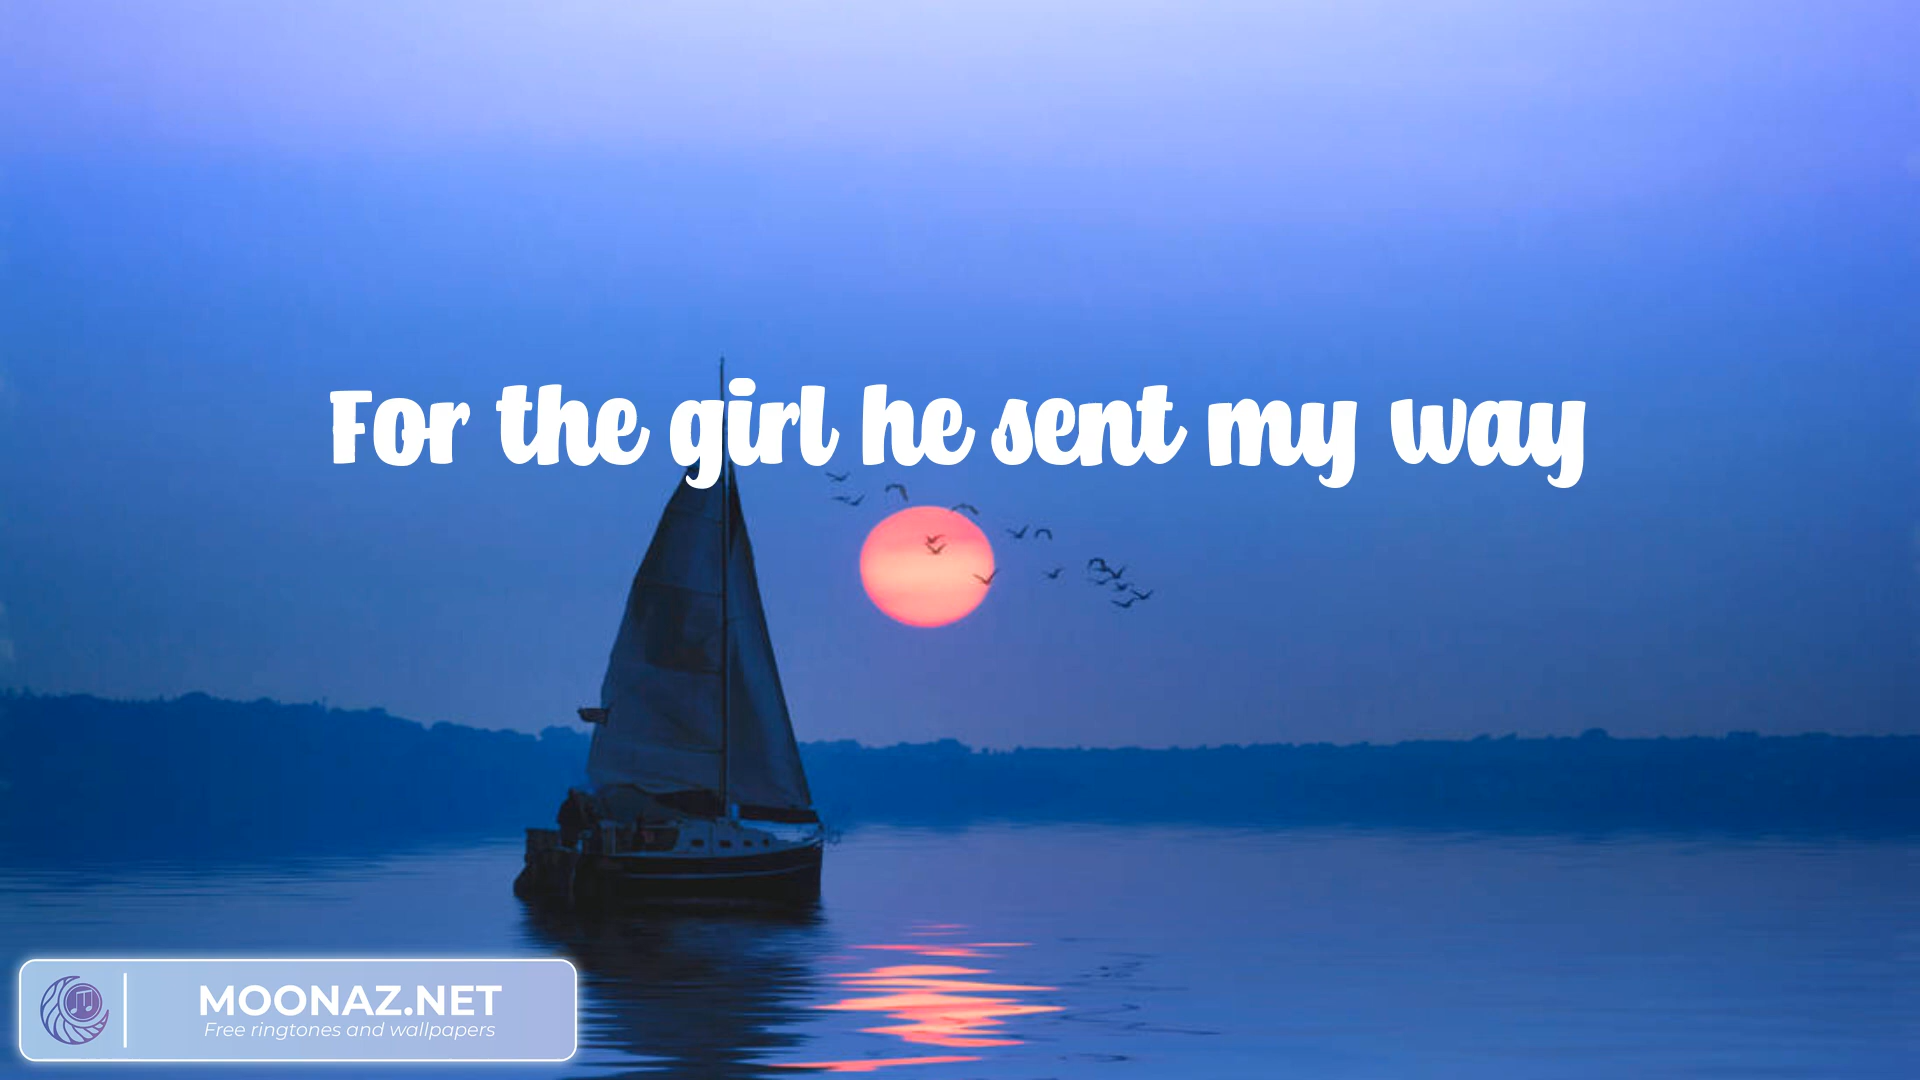 For the girl he sent my way
MOONAZ.NET
Free ringtones and wallpapers